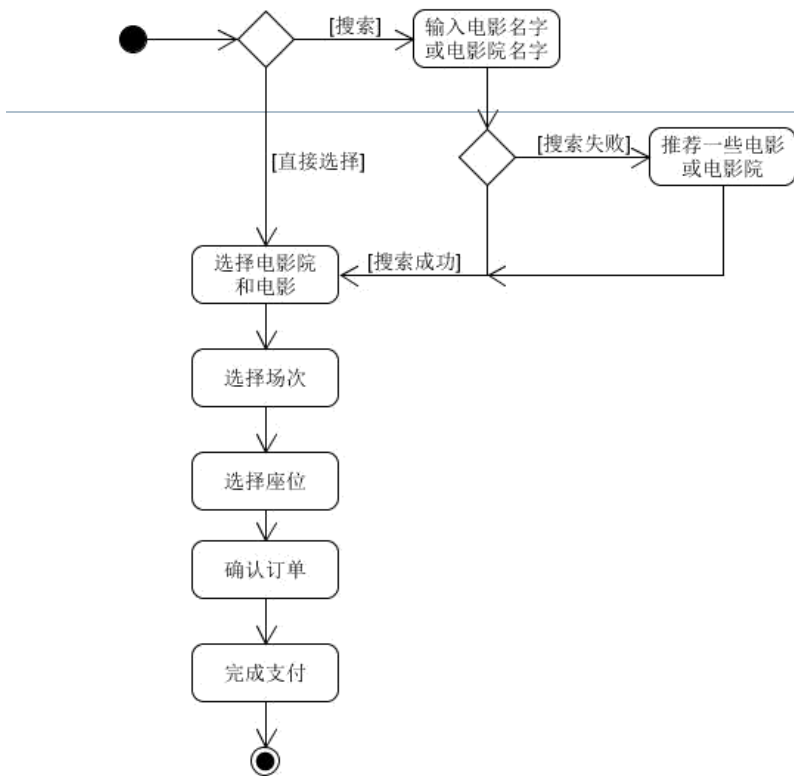 [搜索]
输入电影名字
或电影院名字
[直接选择]
[搜索失败]
推荐一些电影
或电影院
选择电影院
和电影
[搜索成功]
选择场次
选择座位
确认订单
完成支付